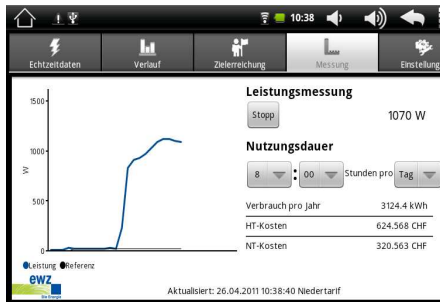 10:38
Echtzeitdaten
Verlauf
Zielerreichung
Messung
Einstellung
Leistungsmessung
Stopp
1070 W
Nutzungsdauer
8 : 00 Stunden pro Tag
Verbrauch pro Jahr 3124.4 kWh
HT-Kosten 624.568 CHF
NT-Kosten 320.563 CHF
1500
1000
W
500
0
Leistung Referenz
ewz
Die Energie
Aktualisiert: 26.04.2011 10:38:40 Niedertarif